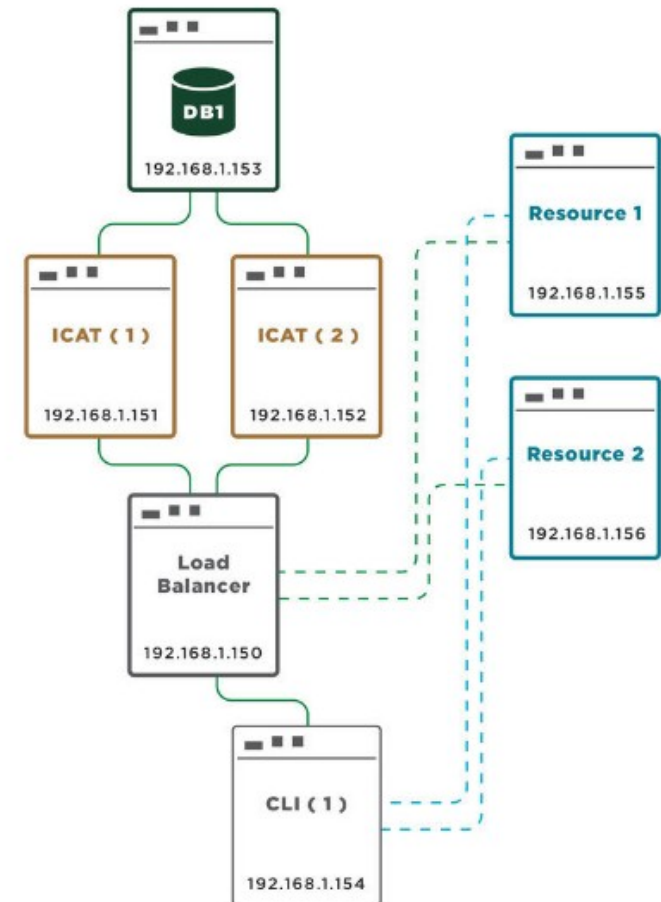 DB1
192.168.1.153
Resource 1
192.168.1.155
ICAT ( 1 )
192.168.1.151
ICAT ( 2 )
192.168.1.152
Resource 2
192.168.1.156
Load
Balancer
192.168.1.150
CLI ( 1 )
192.168.1.154